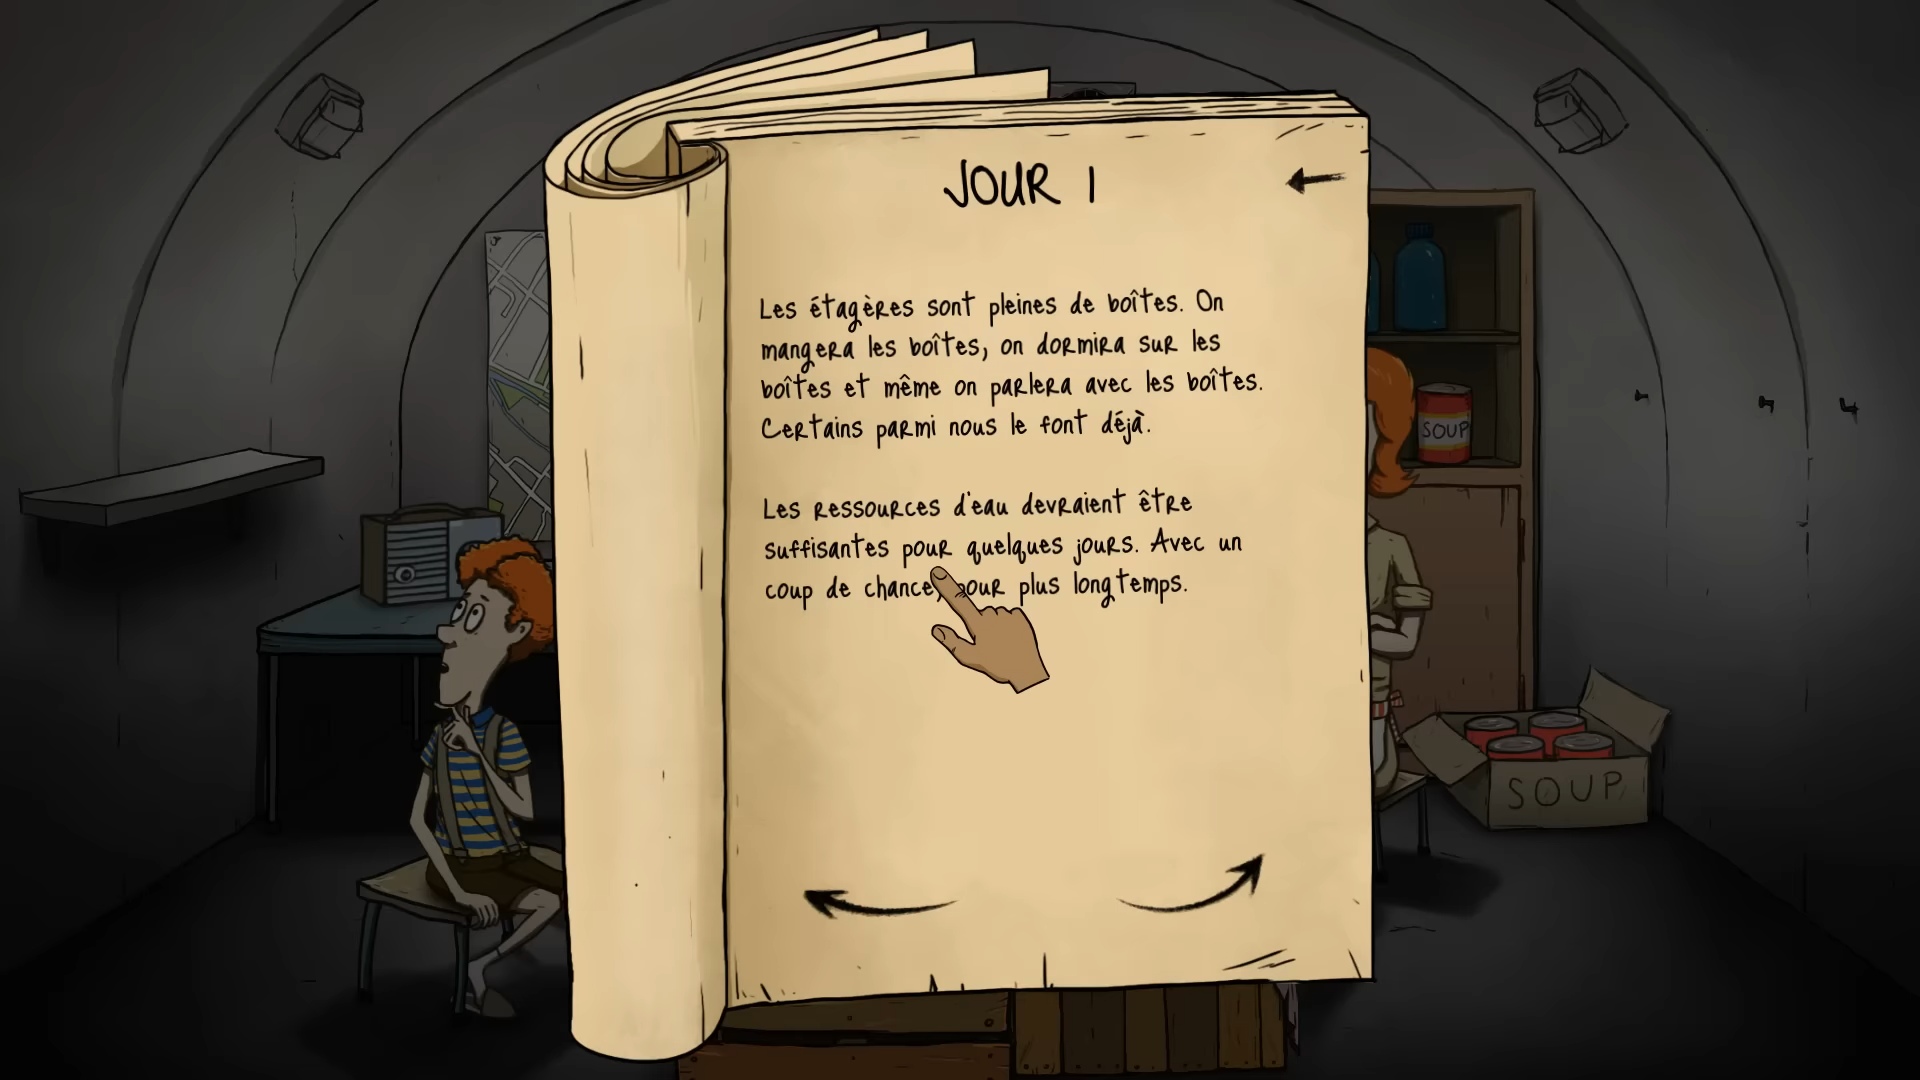 JOUR 1
Les étagères sont pleines de boîtes. On
mangera les boîtes, on dormira sur les
boîtes et même on parlera avec les boîtes.
Certains parmi nous le font déjà.
Les ressources d'eau devraient être
suffisantes pour quelques jours. Avec un
coup de chance, pour plus longtemps.
SOUP
SOUP